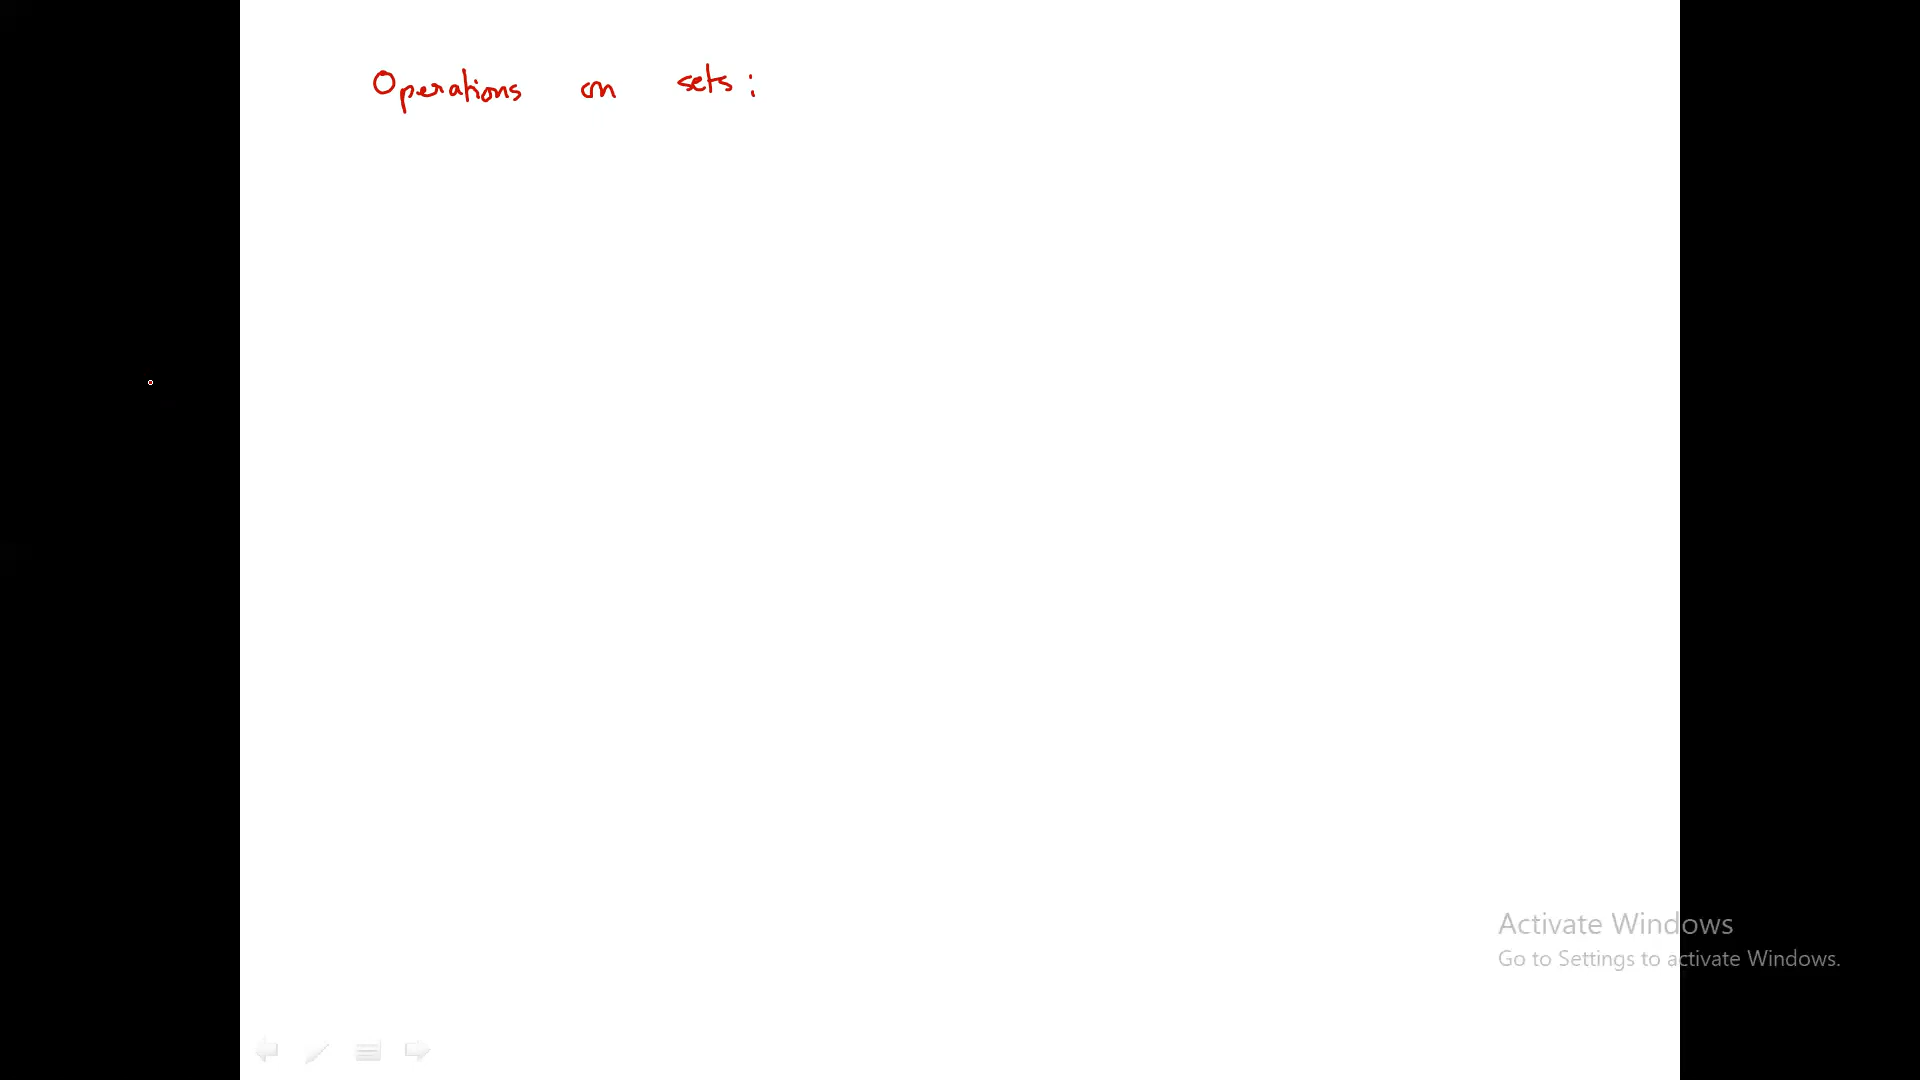 Operations on sets:
Activate Windows
Go to Settings to activate Windows.